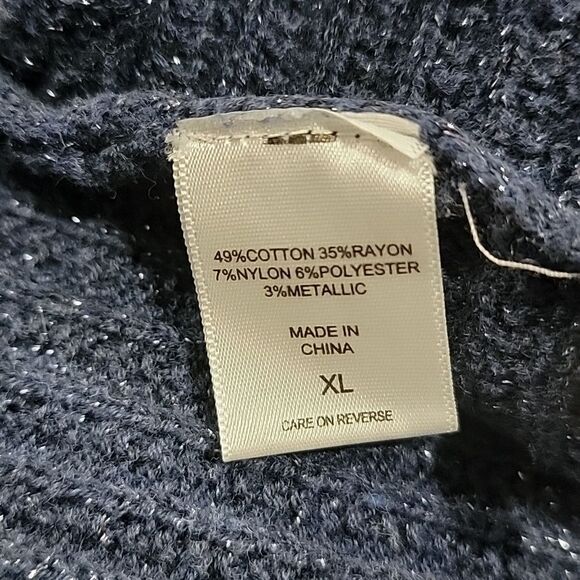 49%COTTON 35%RAYON
7%NYLON 6%POLYESTER
3%METALLIC
MADE IN
CHINA
XL
CARE ON REVERSE